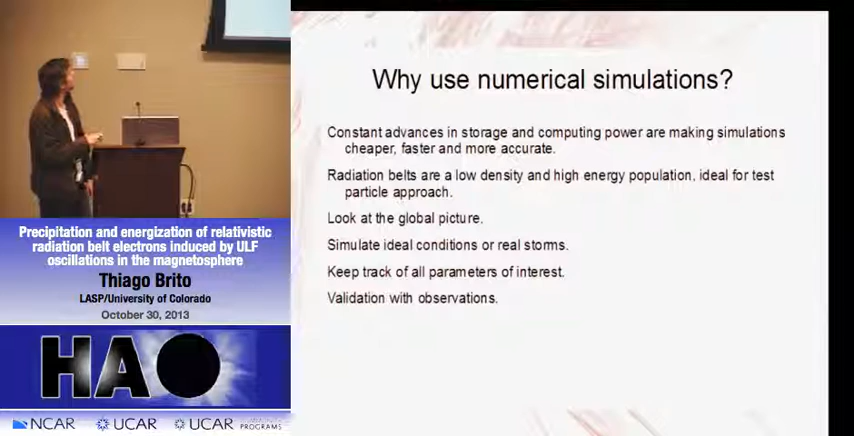 Why use numerical simulations?
Constant advances in storage and computing power are making simulations
cheaper, faster and more accurate.
Radiation belts are a low density and high energy population, ideal for test
particle approach.
Look at the global picture.
Simulate ideal conditions or real storms.
Keep track of all parameters of interest.
Validation with observations.
Precipitation and energization of relativistic
radiation belt electrons induced by ULF
oscillations in the magnetosphere
Thiago Brito
LASP/University of Colorado
October 30, 2013
HAO
NCAR
UCAR
UCAR
PROGRAMS